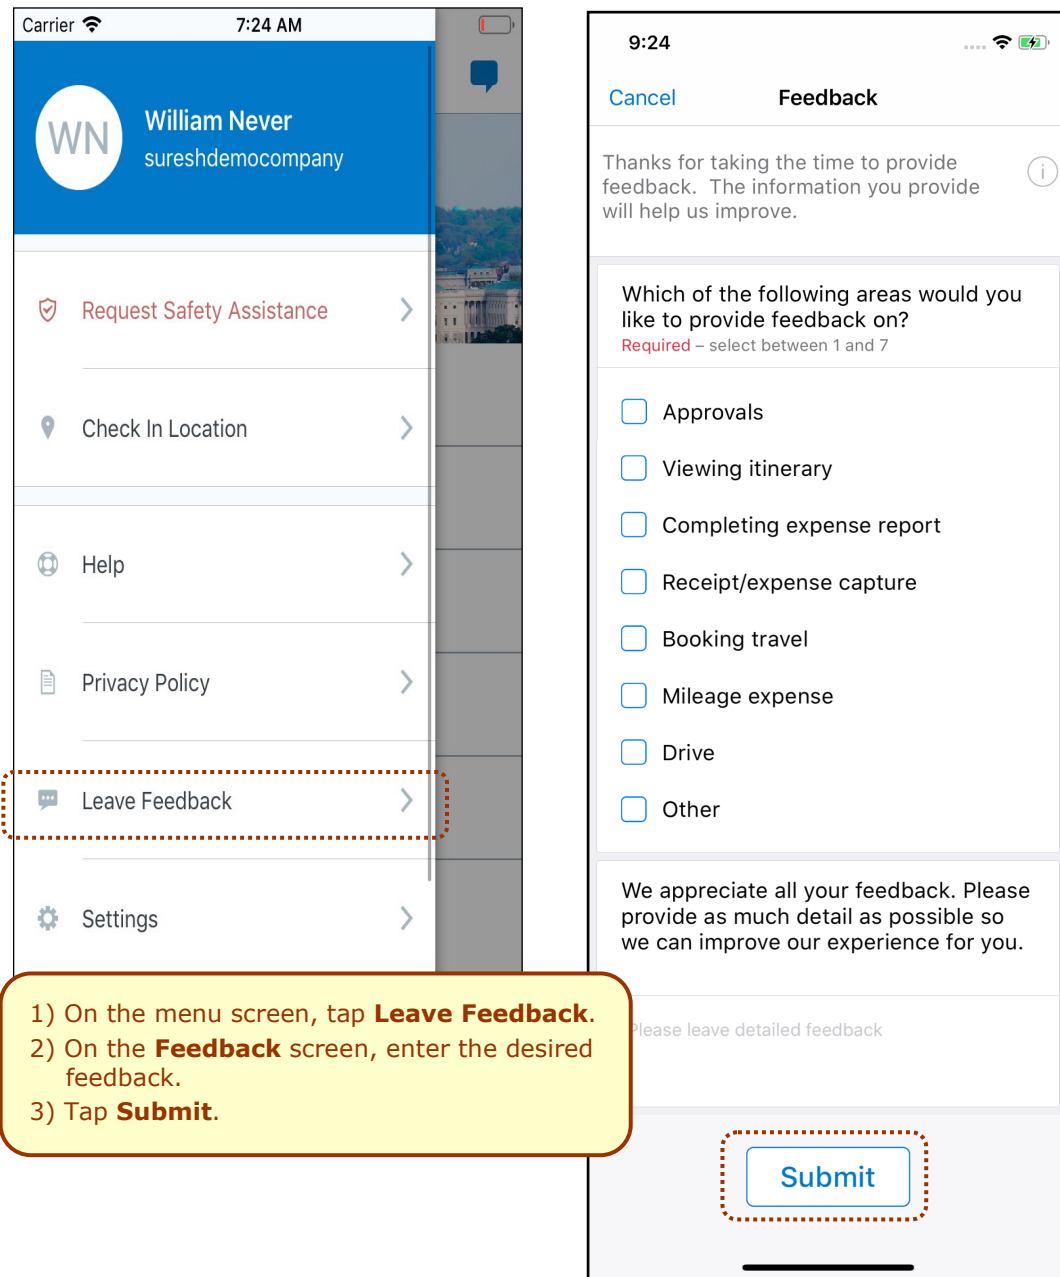 Carrier 7:24 AM
WN
William Never
sureshdemocompany
Request Safety Assistance
Check In Location
Help
Privacy Policy
Leave Feedback
Settings
1) On the menu screen, tap Leave Feedback.
2) On the Feedback screen, enter the desired
feedback.
3) Tap Submit.
9:24
Cancel Feedback
Thanks for taking the time to provide
feedback. The information you provide
will help us improve.
Which of the following areas would you
like to provide feedback on?
Required – select between 1 and 7
Approvals
Viewing itinerary
Completing expense report
Receipt/expense capture
Booking travel
Mileage expense
Drive
Other
We appreciate all your feedback. Please
provide as much detail as possible so
we can improve our experience for you.
Please leave detailed feedback
Submit